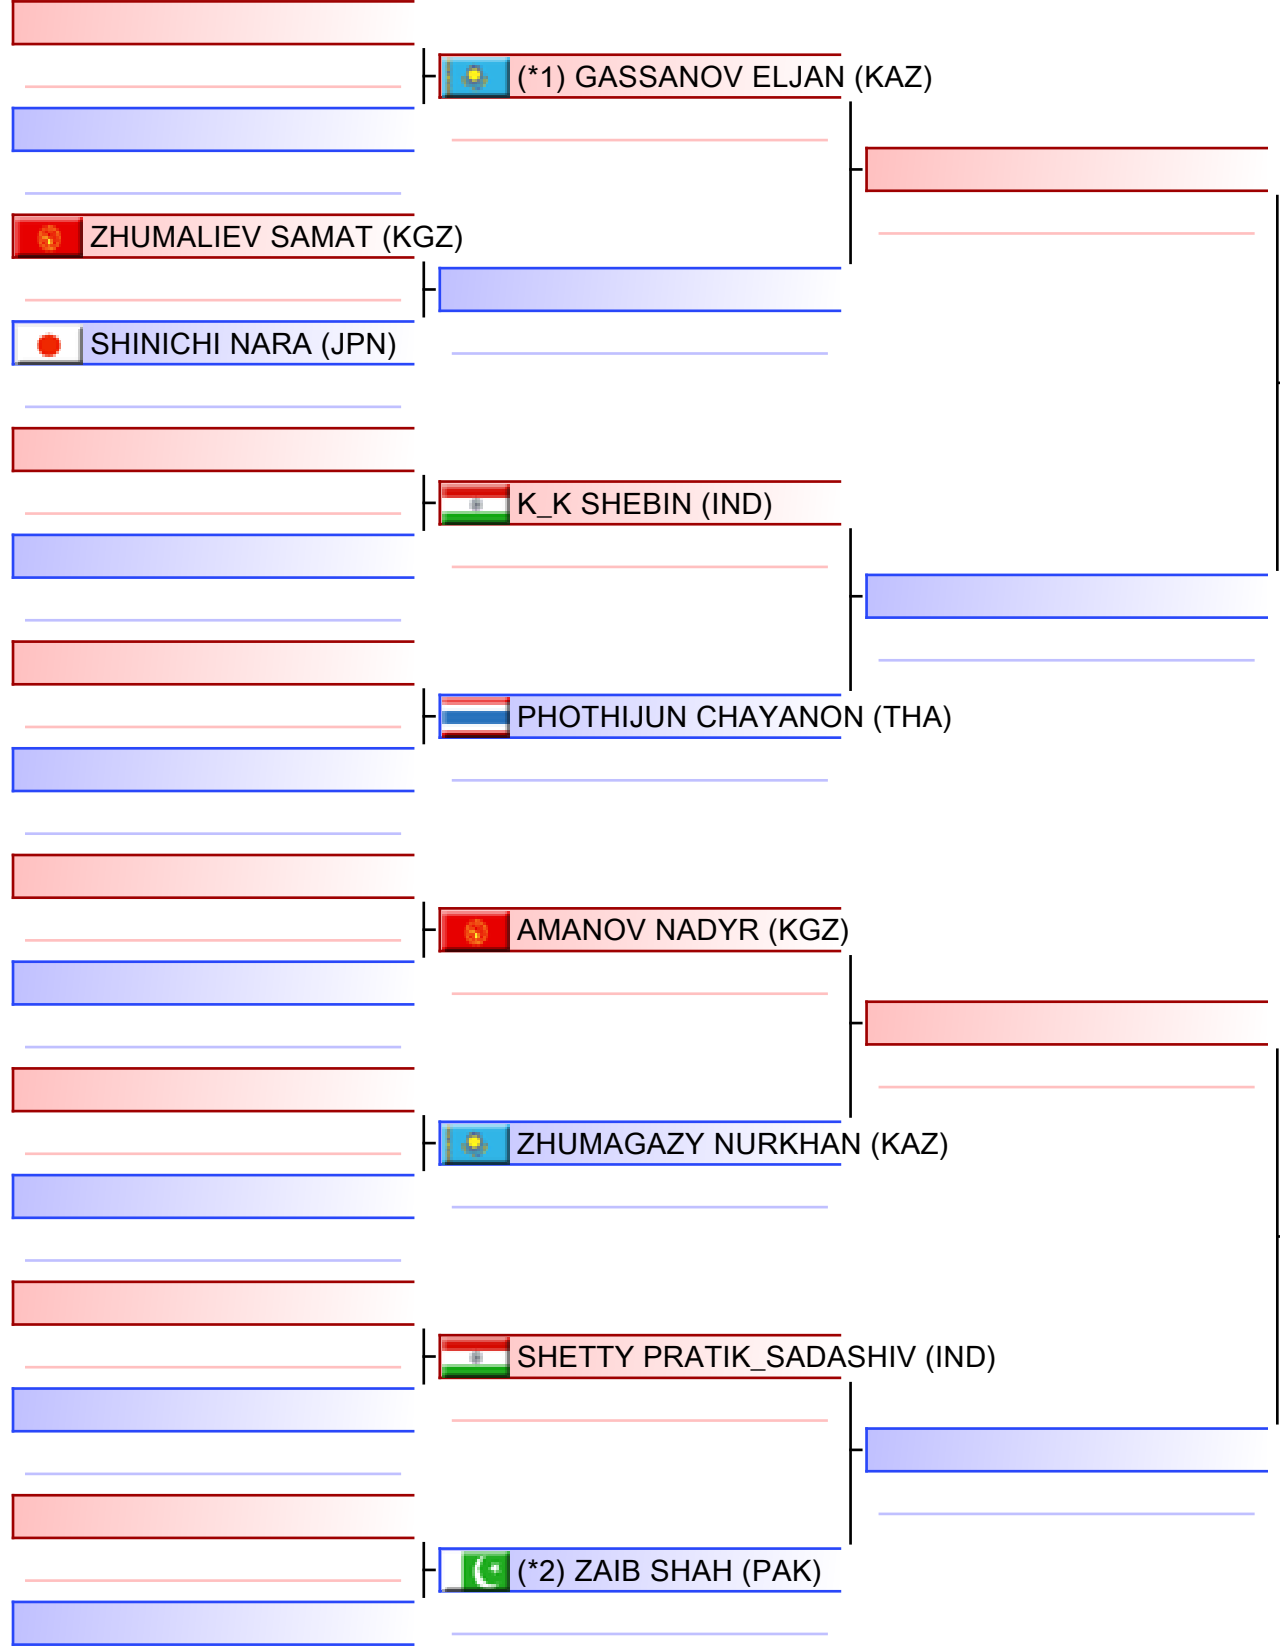 (*1) GASSANOV ELJAN (KAZ)
ZHUMALIEV SAMAT (KGZ)
SHINICHI NARA (JPN)
K_K SHEBIN (IND)
PHOTHIJUN CHAYANON (THA)
AMANOV NADYR (KGZ)
ZHUMAGAZY NURKHAN (KAZ)
SHETTY PRATIK_SADASHIV (IND)
(*2) ZAIB SHAH (PAK)